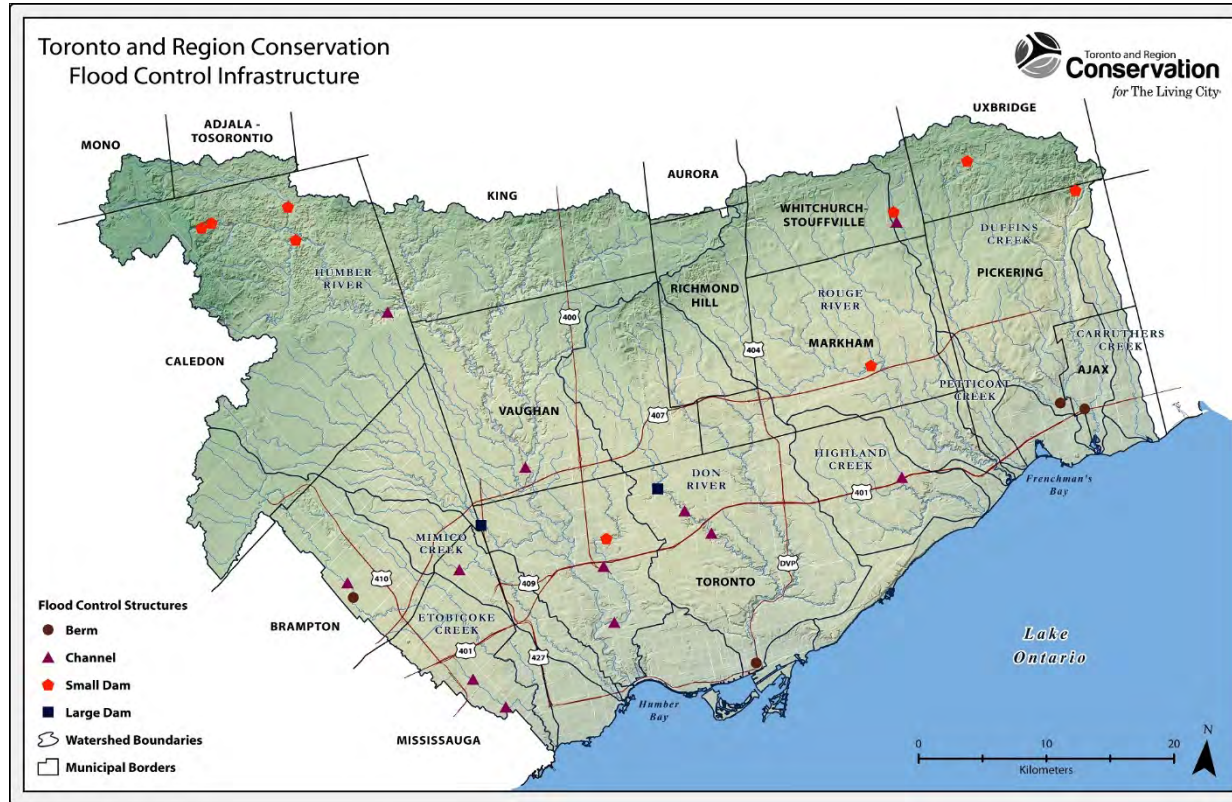 Toronto and Region Conservation
Flood Control Infrastructure
Toronto and Region
Conservation
for The Living City
UXBRIDGE
ADJALA -
TOSORONTIO
MONO
AURORA
KING
WHITCHURCH-
STOUFFVILLE
DUFFINS
CREEK
PICKERING
HUMBER
RIVER
RICHMOND
HILL
ROUGE
RIVER
400
404
MARKHAM
CARRUTHERS
CREEK
AJAX
CALEDON
PETTICOAT
CREEK
VAUGHAN
407
HIGHLAND
CREEK
DON
RIVER
401
Frenchman's
Bay
MIMICO
CREEK
410
409
DVP
TORONTO
BRAMPTON
ETOBICOKE
CREEK
401
427
Lake
Ontario
Humber
Bay
MISSISSAUGA
Flood Control Structures
Berm
Channel
Small Dam
Large Dam
Watershed Boundaries
Municipal Borders
N
0 10 20
Kilometers